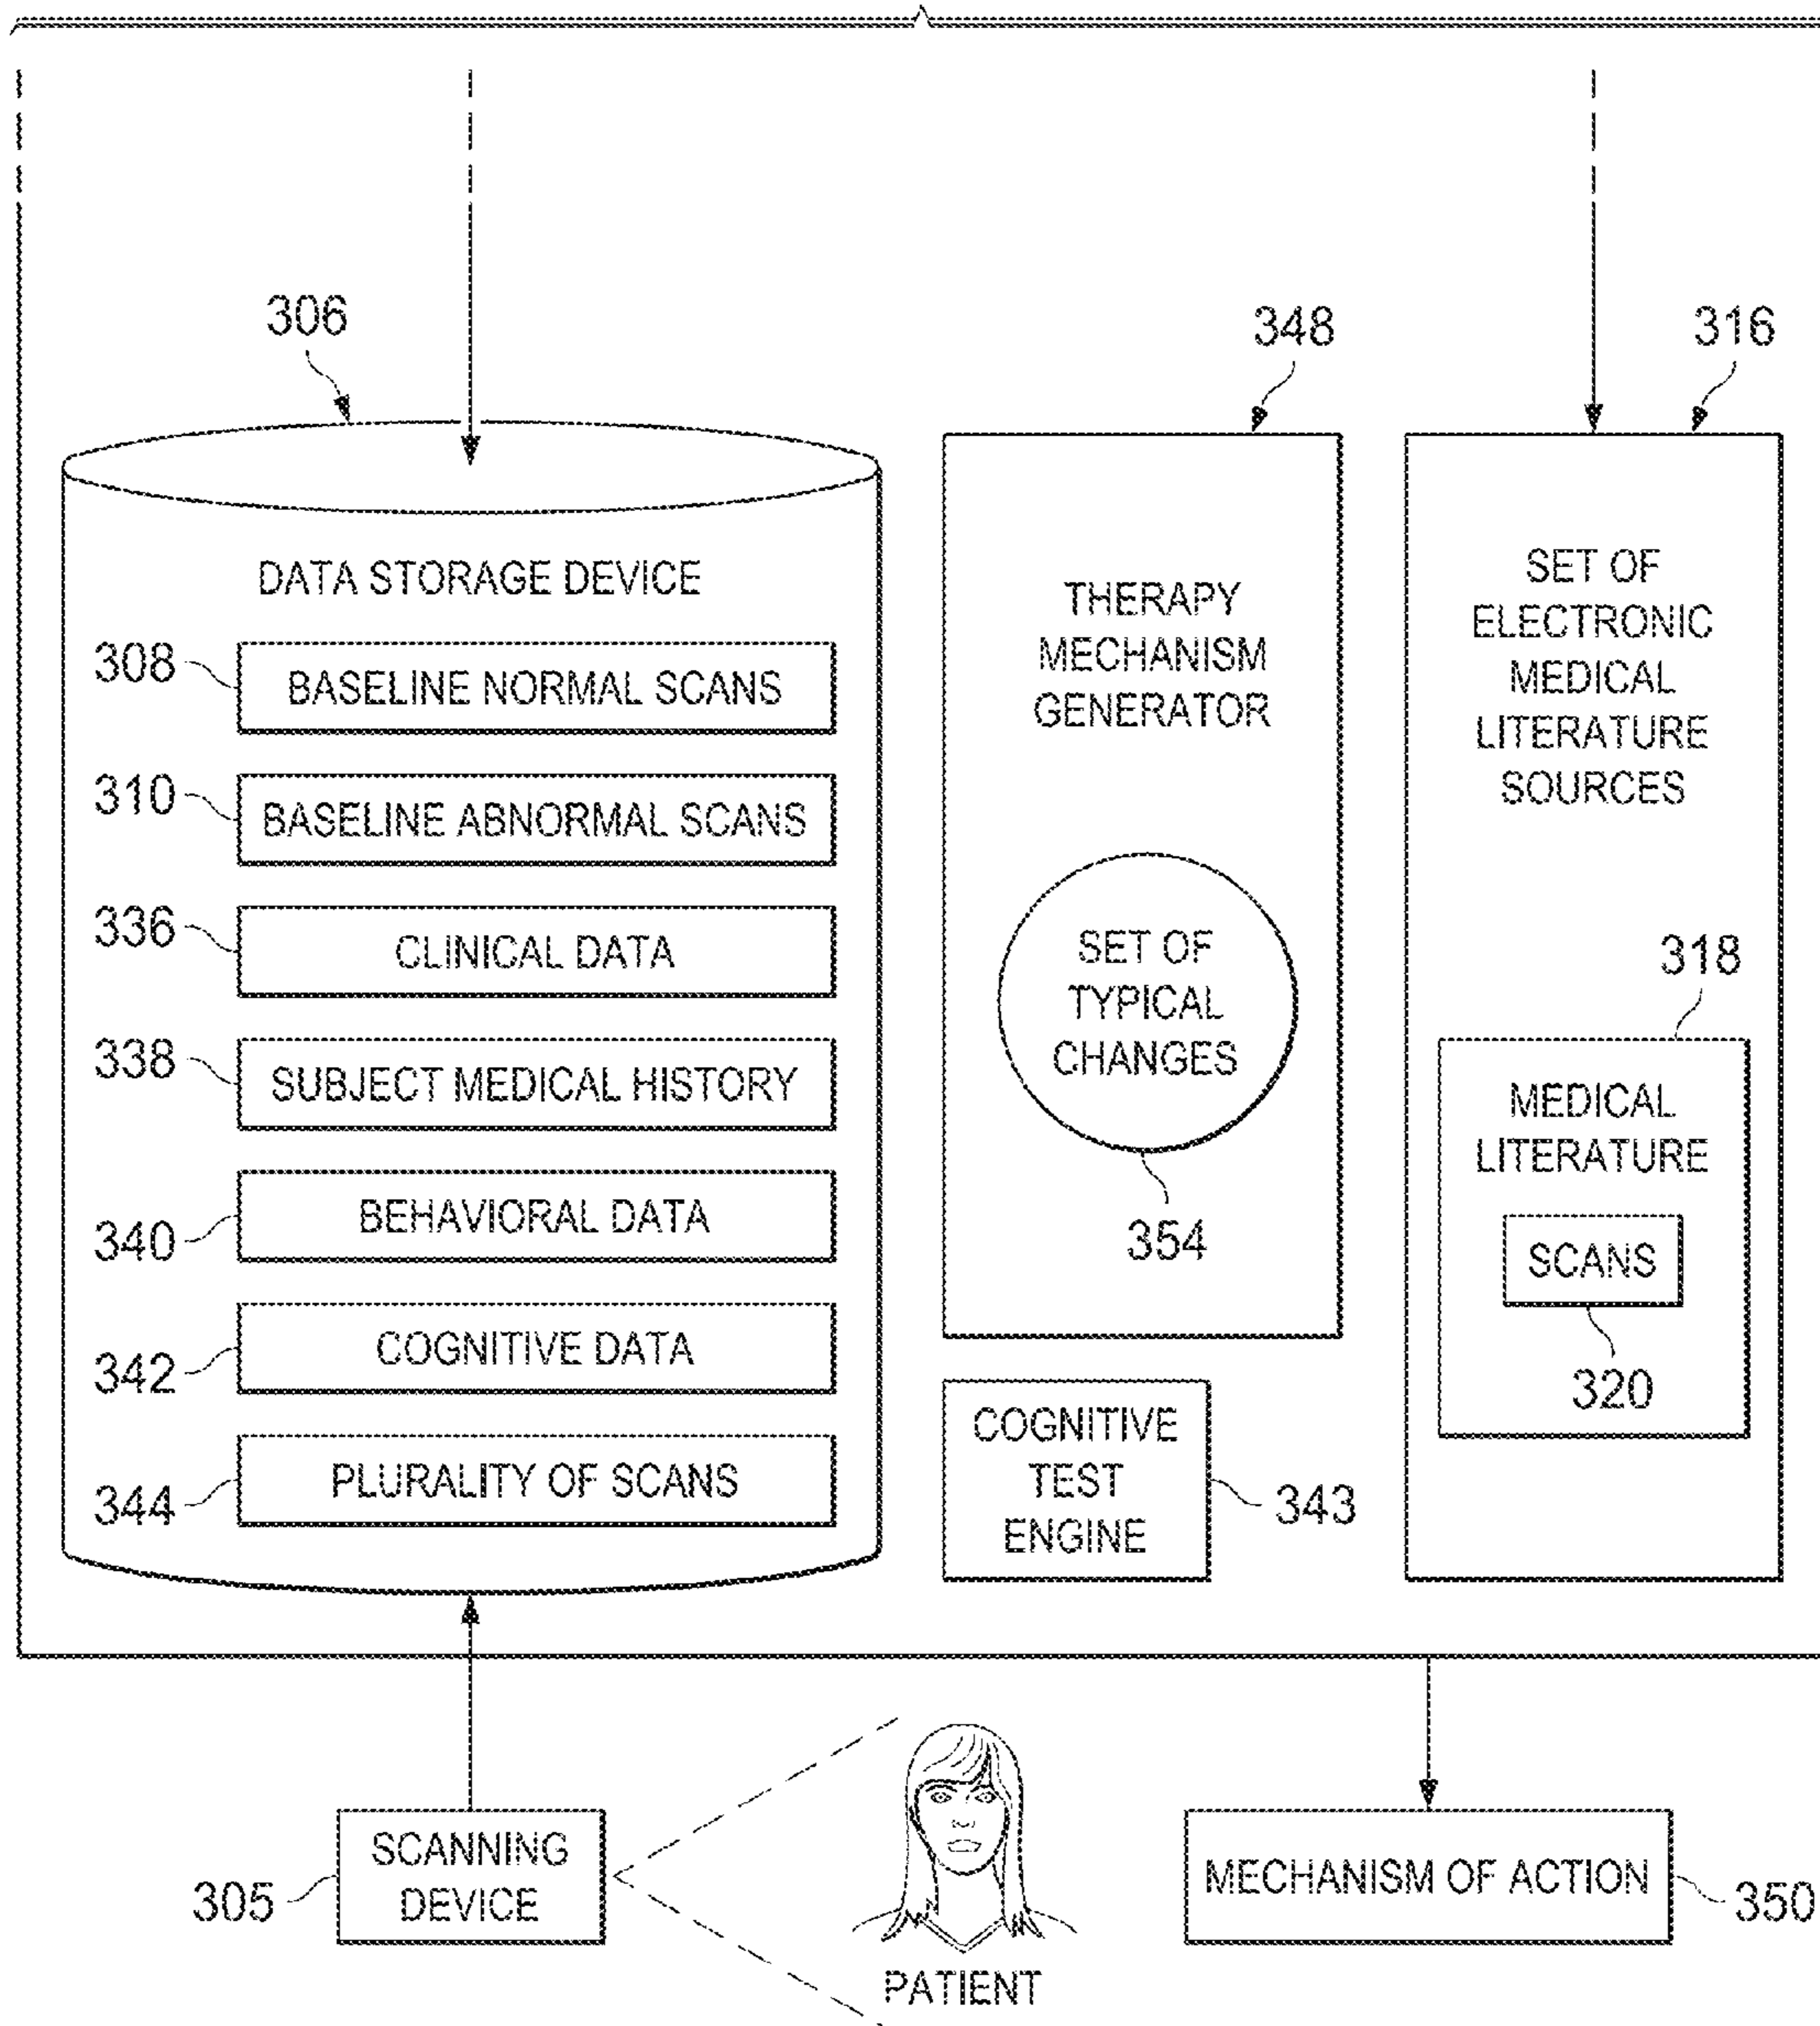 306
348
316
DATA STORAGE DEVICE
308
BASELINE NORMAL SCANS
310
BASELINE ABNORMAL SCANS
336
CLINICAL DATA
338
SUBJECT MEDICAL HISTORY
340
BEHAVIORAL DATA
342
COGNITIVE DATA
344
PLURALITY OF SCANS
THERAPY
MECHANISM
GENERATOR
SET OF
TYPICAL
CHANGES
354
COGNITIVE
TEST
ENGINE
343
SET OF
ELECTRONIC
MEDICAL
LITERATURE
SOURCES
318
MEDICAL
LITERATURE
SCANS
320
305
SCANNING
DEVICE
PATIENT
MECHANISM OF ACTION
350